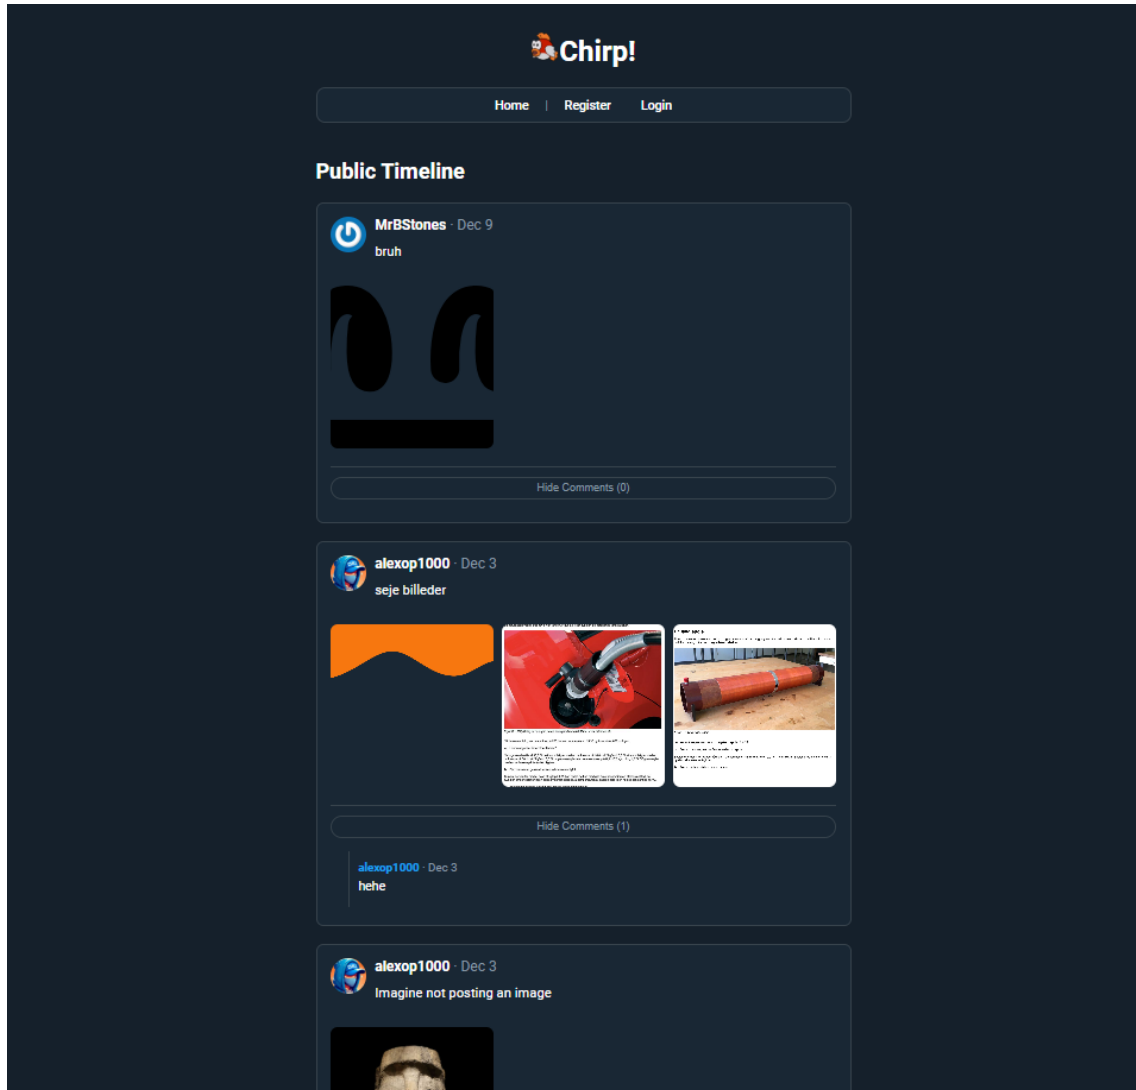 Chirp!
Home | Register Login
Public Timeline
MrBStones · Dec 9
bruh
Hide Comments (0)
alexop1000 · Dec 3
seje billeder
Hide Comments (1)
alexop1000 · Dec 3
hehe
alexop1000 · Dec 3
Imagine not posting an image